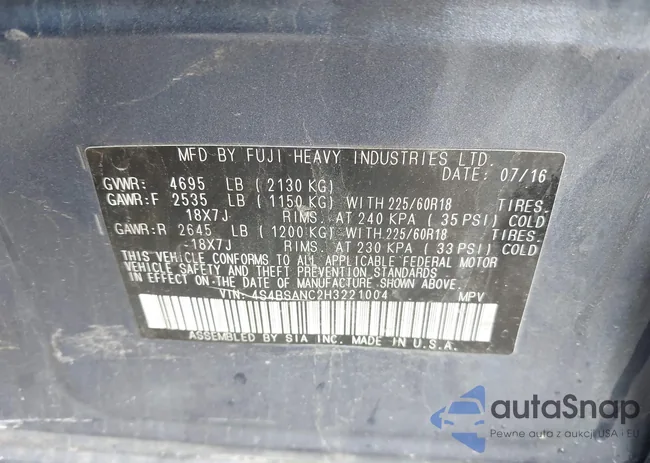 MFD BY FUJI HEAVY INDUSTRIES LTD.
DATE: 07/16
GVWR: 4695 LB (2130 KG)
GAWR:F 2535 LB (1150 KG) WITH 225/60R18 TIRES.
18X7J RIMS. AT 240 KPA (35 PSI) COLD
GAWR:R 2645 LB (1200 KG) WITH 225/60R18 TIRES.
18X7J RIMS. AT 230 KPA (33 PSI) COLD
THIS VEHICLE CONFORMS TO ALL APPLICABLE FEDERAL MOTOR
VEHICLE SAFETY AND THEFT PREVENTION STANDARDS
IN EFFECT ON THE DATE OF MANUFACTURE SHOWN ABOVE.
VIN: 4S4BSANC2H3221004 MPV
ASSEMBLED BY SIA INC. MADE IN U.S.A.
autoSnap
Pewne auta z aukcji USA i EU